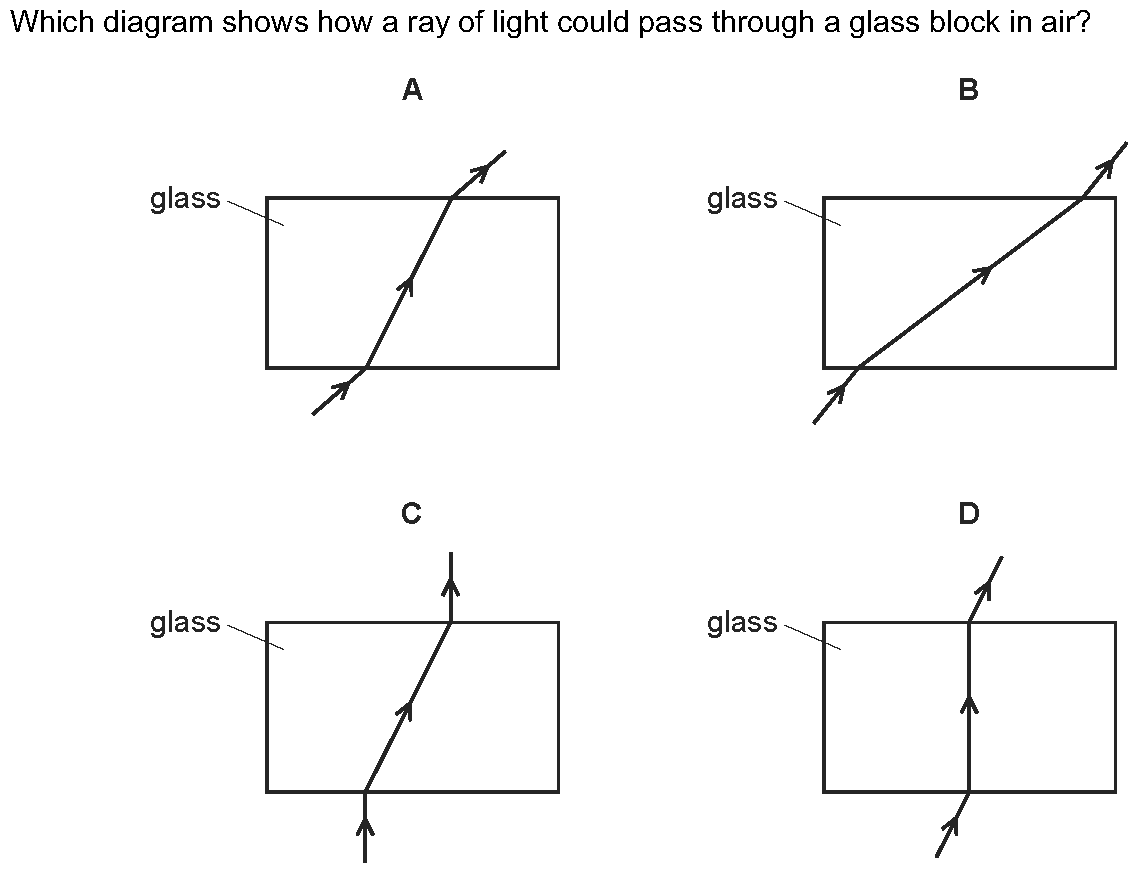 Which diagram shows how a ray of light could pass through a glass block in air?
A
B
glass
glass
C
D
glass
glass